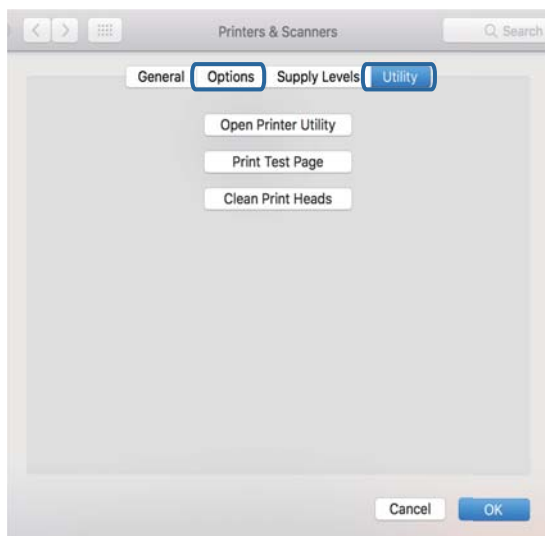 Printers & Scanners Search
General Options Supply Levels Utility
Open Printer Utility
Print Test Page
Clean Print Heads
Cancel OK